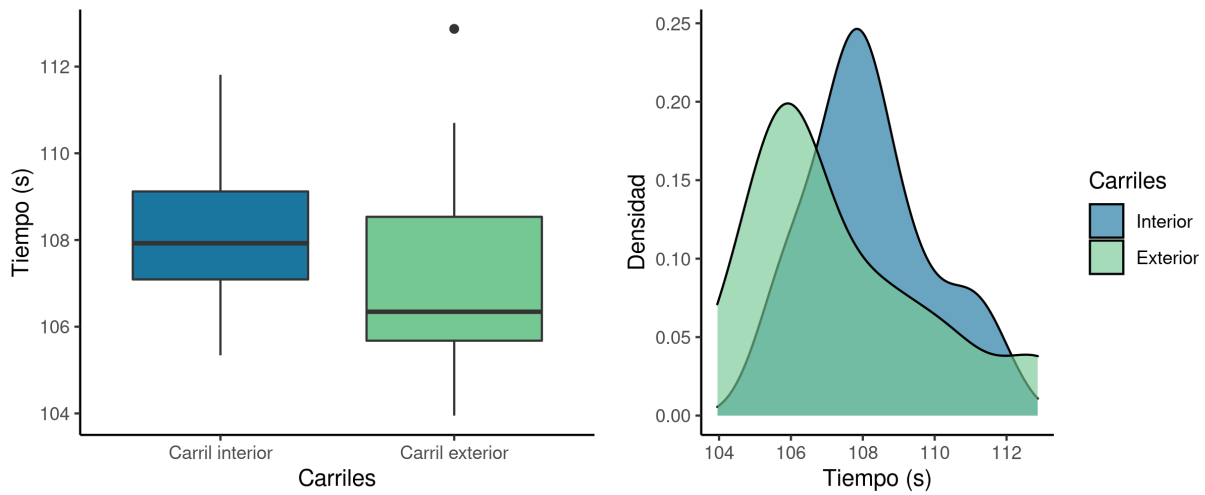 Tiempo (s)
112
110
108
106
104
Carril interior
Carril exterior
Carriles
Densidad
0.25
0.20
0.15
0.10
0.05
0.00
104
106
108
110
112
Tiempo (s)
Carriles
Interior
Exterior